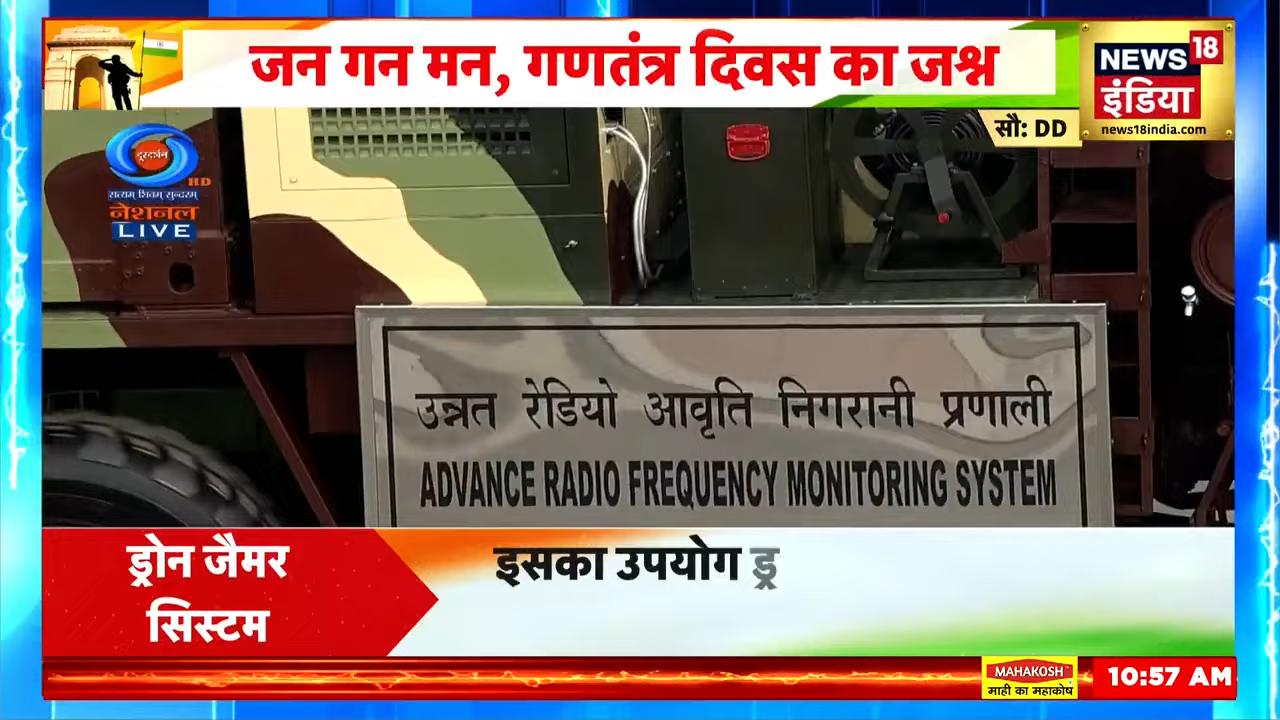 जन गन मन, गणतंत्र दिवस का जश्न
NEWS 18
इंडिया
news18india.com
सौ: DD
दूरदर्शन
HD
सत्यम् शिवम् सुन्दरम्
नेशनल
LIVE
उन्नत रेडियो आवृति निगरानी प्रणाली
ADVANCE RADIO FREQUENCY MONITORING SYSTEM
ड्रोन जैमर
सिस्टम
इसका उपयोग ड्र
MAHAKOSH
माही का महाकोष
10:57 AM